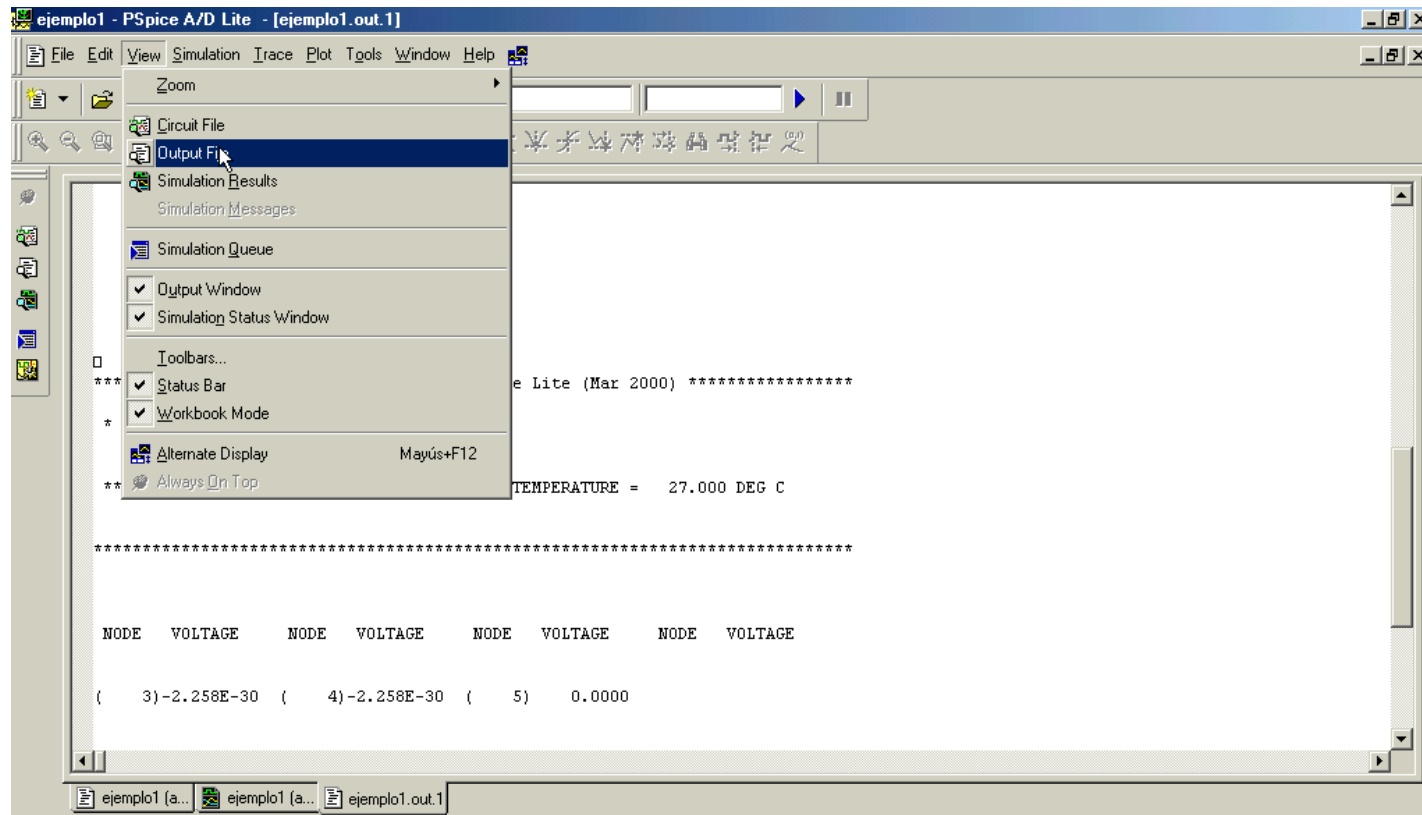 ejemplo1 - PSpice A/D Lite - [ejemplo1.out.1]
File Edit View Simulation Trace Plot Tools Window Help
Zoom
Circuit File
Output File
Simulation Results
Simulation Messages
Simulation Queue
Output Window
Simulation Status Window
Toolbars...
Status Bar
Workbook Mode
Alternate Display Mayús+F12
Always On Top
*** e Lite (Mar 2000) *****************
*
** TEMPERATURE = 27.000 DEG C
******************************************************************************
NODE VOLTAGE NODE VOLTAGE NODE VOLTAGE NODE VOLTAGE
( 3)-2.258E-30 ( 4)-2.258E-30 ( 5) 0.0000
ejemplo1 (a... ejemplo1 (a... ejemplo1.out.1